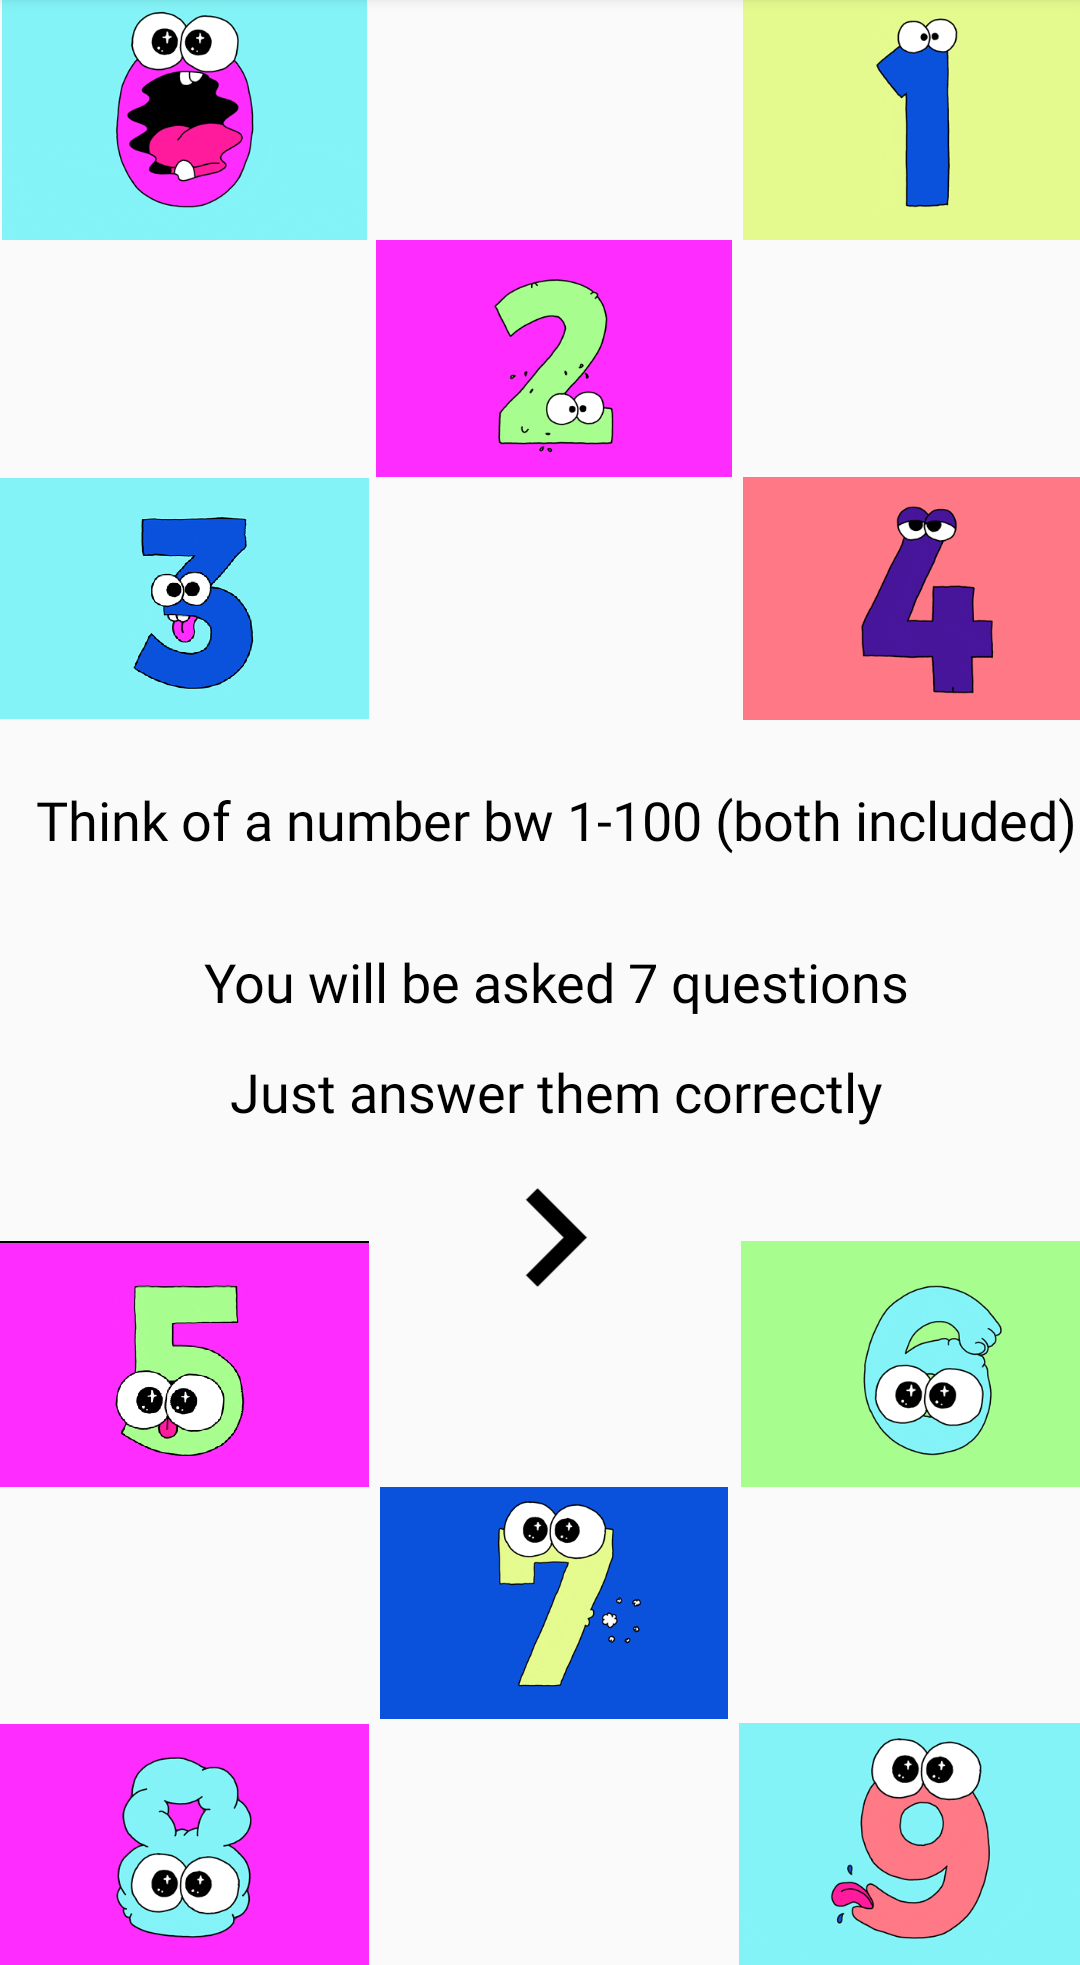 0 1
2
3 4
Think of a number bw 1-100 (both included)
You will be asked 7 questions
Just answer them correctly
5 6
7
8 9